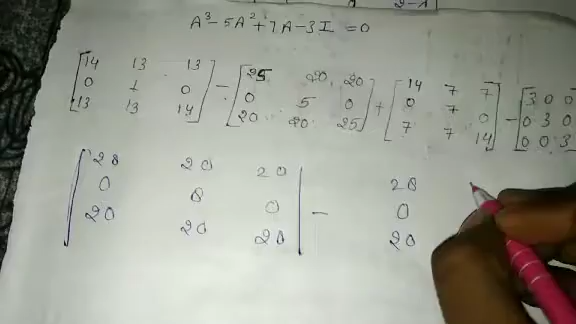 A³ - 5A² + 7A - 3I = 0
[14 13 13] - [25 20 20] + [14 7 7] - [3 0 0]
[0 1 0] [0 5 0] [0 7 0] [0 3 0]
[13 13 14] [20 20 25] [7 7 14] [0 0 3]
[28 20 20] - 28
[0 8 0] 0
[20 20 28] 20